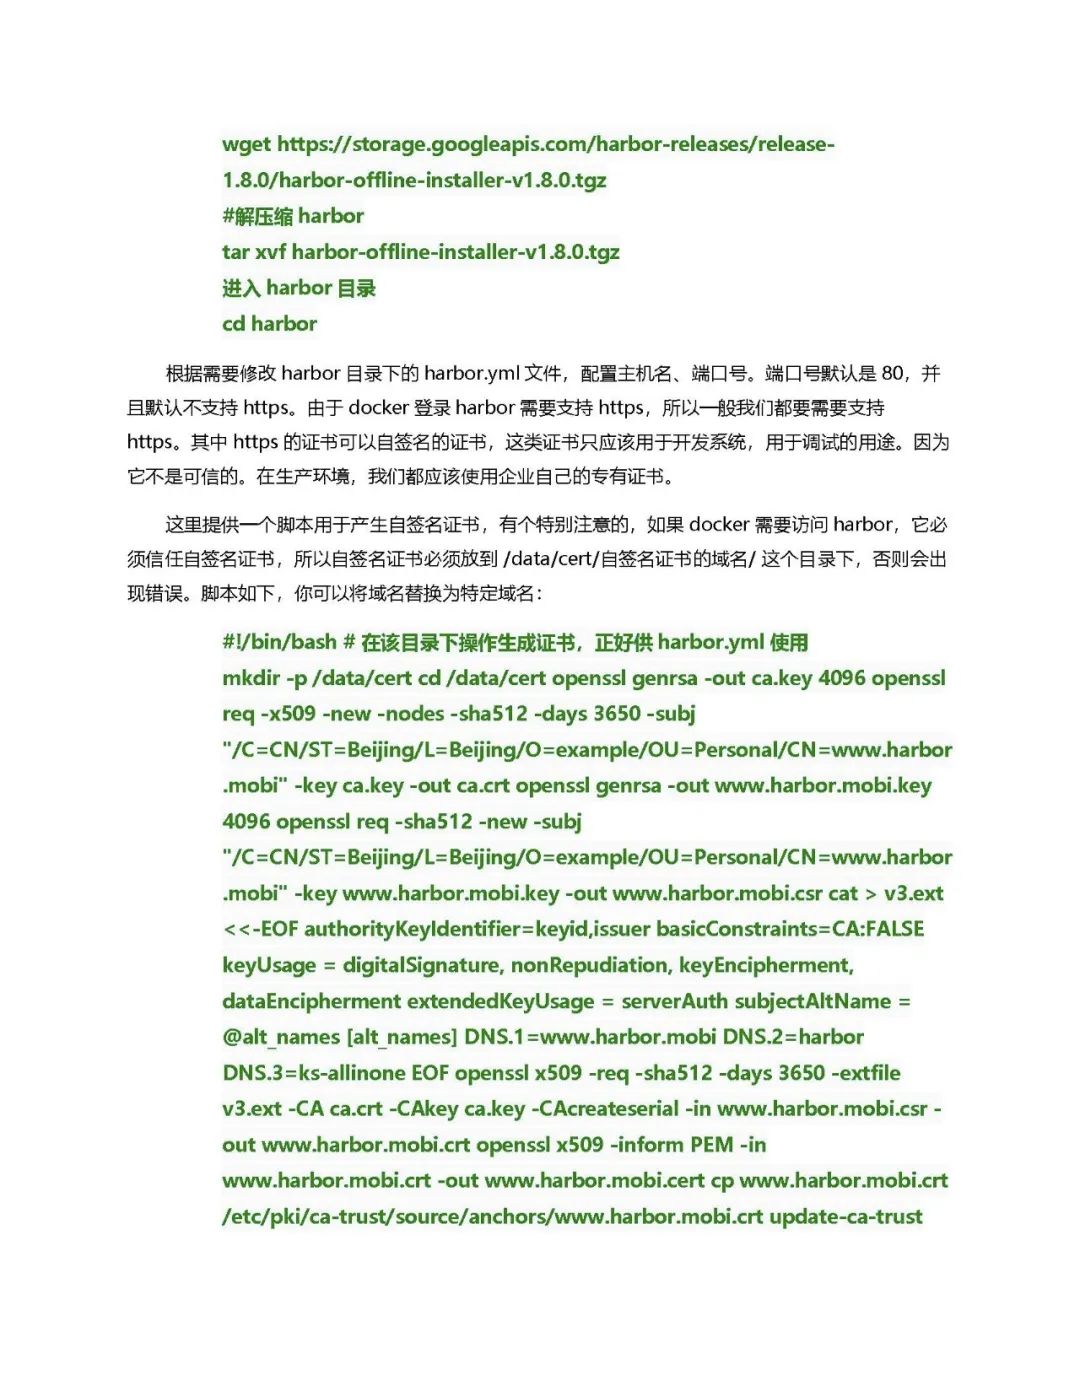 wget https://storage.googleapis.com/harbor-releases/release-
1.8.0/harbor-offline-installer-v1.8.0.tgz
#解压缩 harbor
tar xvf harbor-offline-installer-v1.8.0.tgz
进入 harbor 目录
cd harbor
根据需要修改 harbor 目录下的 harbor.yml 文件，配置主机名、端口号。端口号默认是 80，并
且默认不支持 https。由于 docker 登录 harbor 需要支持 https，所以一般我们都要需要支持
https。其中 https 的证书可以自签名的证书，这类证书只应该用于开发系统，用于调试的用途。因为
它不是可信的。在生产环境，我们都应该使用企业自己的专有证书。
这里提供一个脚本用于产生自签名证书，有个特别注意的，如果 docker 需要访问 harbor，它必
须信任自签名证书，所以自签名证书必须放到 /data/cert/自签名证书的域名/ 这个目录下，否则会出
现错误。脚本如下，你可以将域名替换为特定域名：
#!/bin/bash # 在该目录下操作生成证书，正好供 harbor.yml 使用
mkdir -p /data/cert cd /data/cert openssl genrsa -out ca.key 4096 openssl
req -x509 -new -nodes -sha512 -days 3650 -subj
"/C=CN/ST=Beijing/L=Beijing/O=example/OU=Personal/CN=www.harbor
.mobi" -key ca.key -out ca.crt openssl genrsa -out www.harbor.mobi.key
4096 openssl req -sha512 -new -subj
"/C=CN/ST=Beijing/L=Beijing/O=example/OU=Personal/CN=www.harbor
.mobi" -key www.harbor.mobi.key -out www.harbor.mobi.csr cat > v3.ext
<<-EOF authorityKeyIdentifier=keyid,issuer basicConstraints=CA:FALSE
keyUsage = digitalSignature, nonRepudiation, keyEncipherment,
dataEncipherment extendedKeyUsage = serverAuth subjectAltName =
@alt_names [alt_names] DNS.1=www.harbor.mobi DNS.2=harbor
DNS.3=ks-allinone EOF openssl x509 -req -sha512 -days 3650 -extfile
v3.ext -CA ca.crt -CAkey ca.key -CAcreateserial -in www.harbor.mobi.csr -
out www.harbor.mobi.crt openssl x509 -inform PEM -in
www.harbor.mobi.crt -out www.harbor.mobi.cert cp www.harbor.mobi.crt
/etc/pki/ca-trust/source/anchors/www.harbor.mobi.crt update-ca-trust